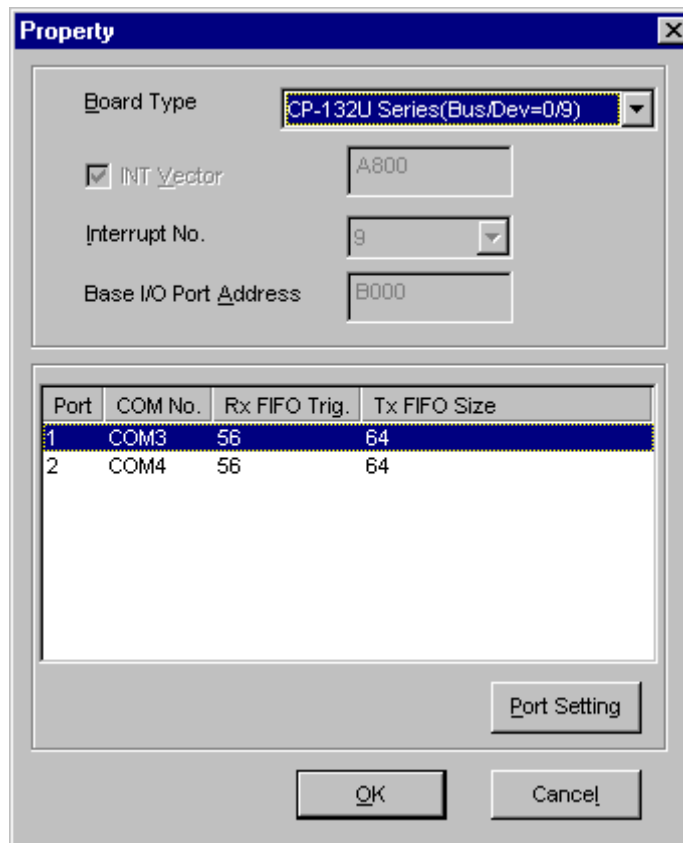 Property
Board Type CP-132U Series(Bus/Dev=0/9)
INT Vector A800
Interrupt No. 9
Base I/O Port Address B000
Port COM No. Rx FIFO Trig. Tx FIFO Size
1 COM3 56 64
2 COM4 56 64
Port Setting
OK Cancel